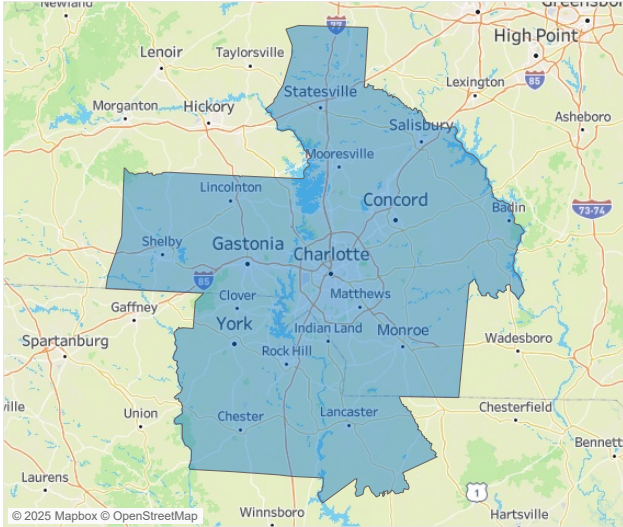 Newland
Greensboro
77
High Point
Lenoir
Taylorsville
85
Statesville
Lexington
Morganton
Hickory
Asheboro
Salisbury
Mooresville
Lincolnton
Concord
Badin
73-74
Shelby
Gastonia
Charlotte
85
Clover
Matthews
Gaffney
York
Indian Land
Monroe
Spartanburg
Rock Hill
Wadesboro
ville
Union
Chester
Lancaster
Chesterfield
Bennett
Laurens
1
Winnsboro
Hartsville
© 2025 Mapbox © OpenStreetMap